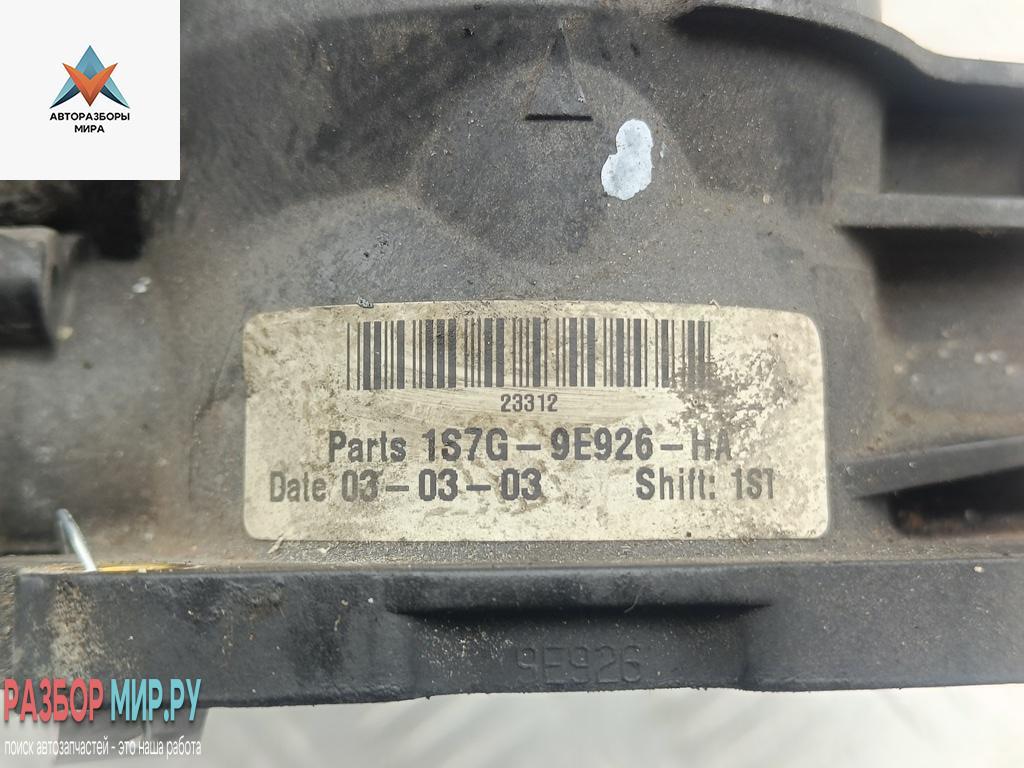 АВТОРАЗБОРЫ
МИРА
23312
Parts 1S7G-9E926-HA
Date 03-03-03 Shift: 1ST
9E926
РАЗБОР МИР.РУ
поиск автозапчастей - это наша работа